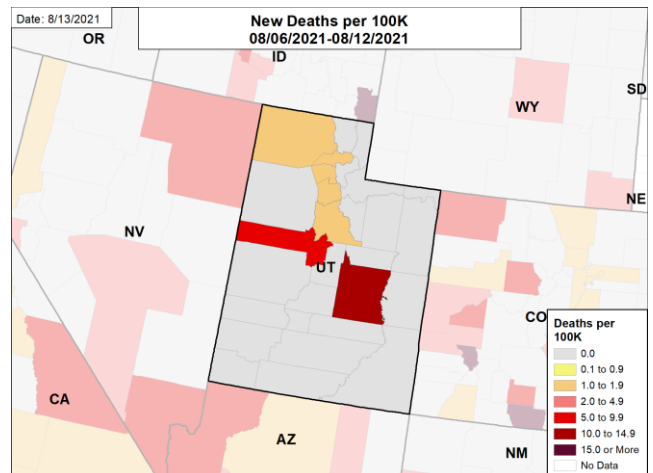 Date: 8/13/2021
New Deaths per 100K
08/06/2021-08/12/2021
OR
ID
SD
WY
NE
NV
UT
CO
CA
AZ
NM
Deaths per
100K
0.0
0.1 to 0.9
1.0 to 1.9
2.0 to 4.9
5.0 to 9.9
10.0 to 14.9
15.0 or More
No Data